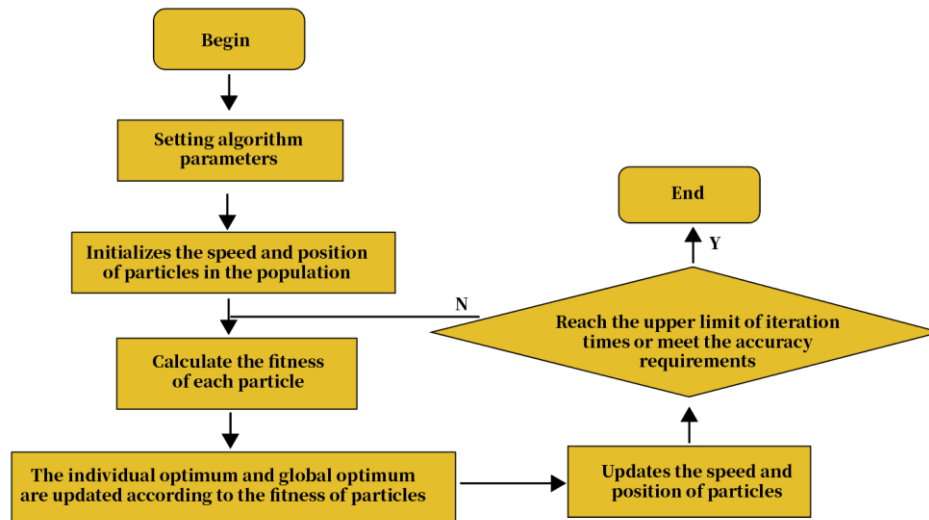 Begin
Setting algorithm
parameters
Initializes the speed and position
of particles in the population
Calculate the fitness
of each particle
The individual optimum and global optimum
are updated according to the fitness of particles
Updates the speed and
position of particles
Reach the upper limit of iteration
times or meet the accuracy
requirements
N
Y
End